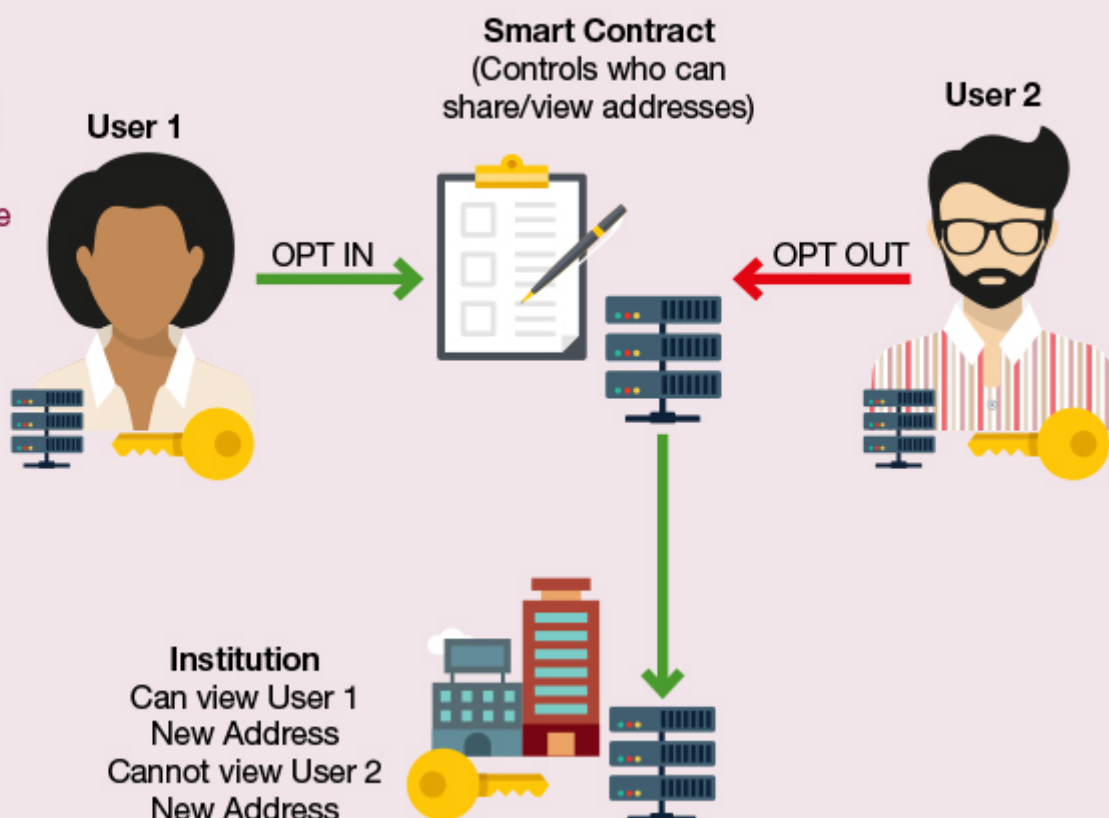 Smart Contract
(Controls who can
share/view addresses)
User 1
User 2
e
OPT IN
OPT OUT
Institution
Can view User 1
New Address
Cannot view User 2
New Address